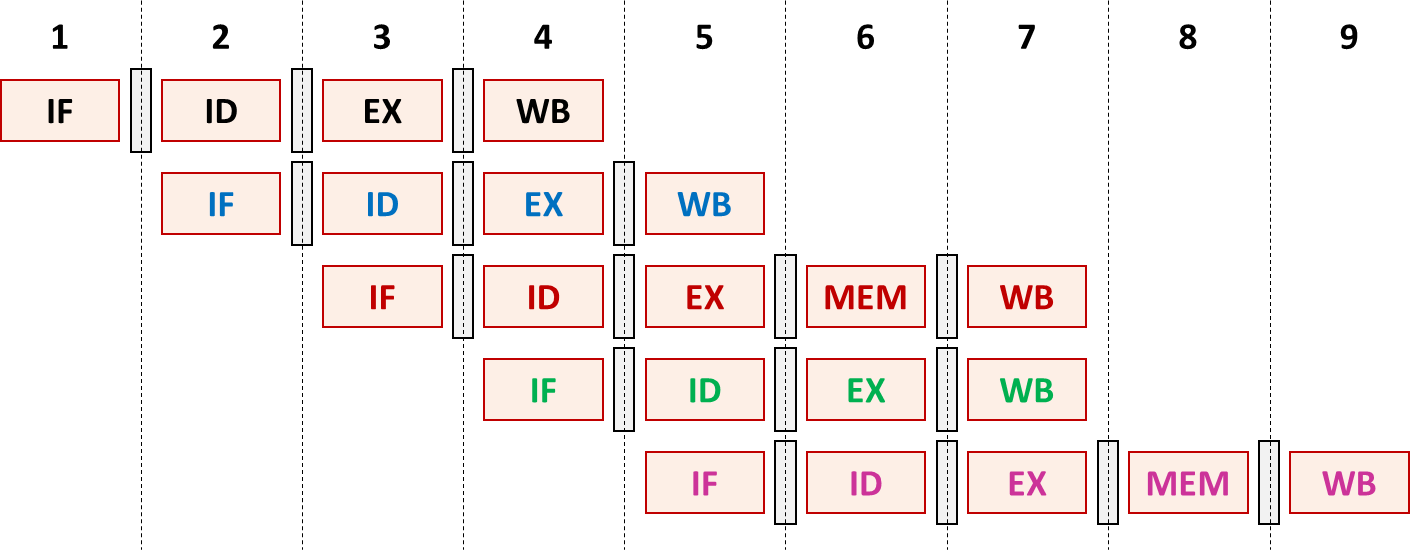 1 2 3 4 5 6 7 8 9
IF ID EX WB
IF ID EX WB
IF ID EX MEM WB
IF ID EX WB
IF ID EX MEM WB